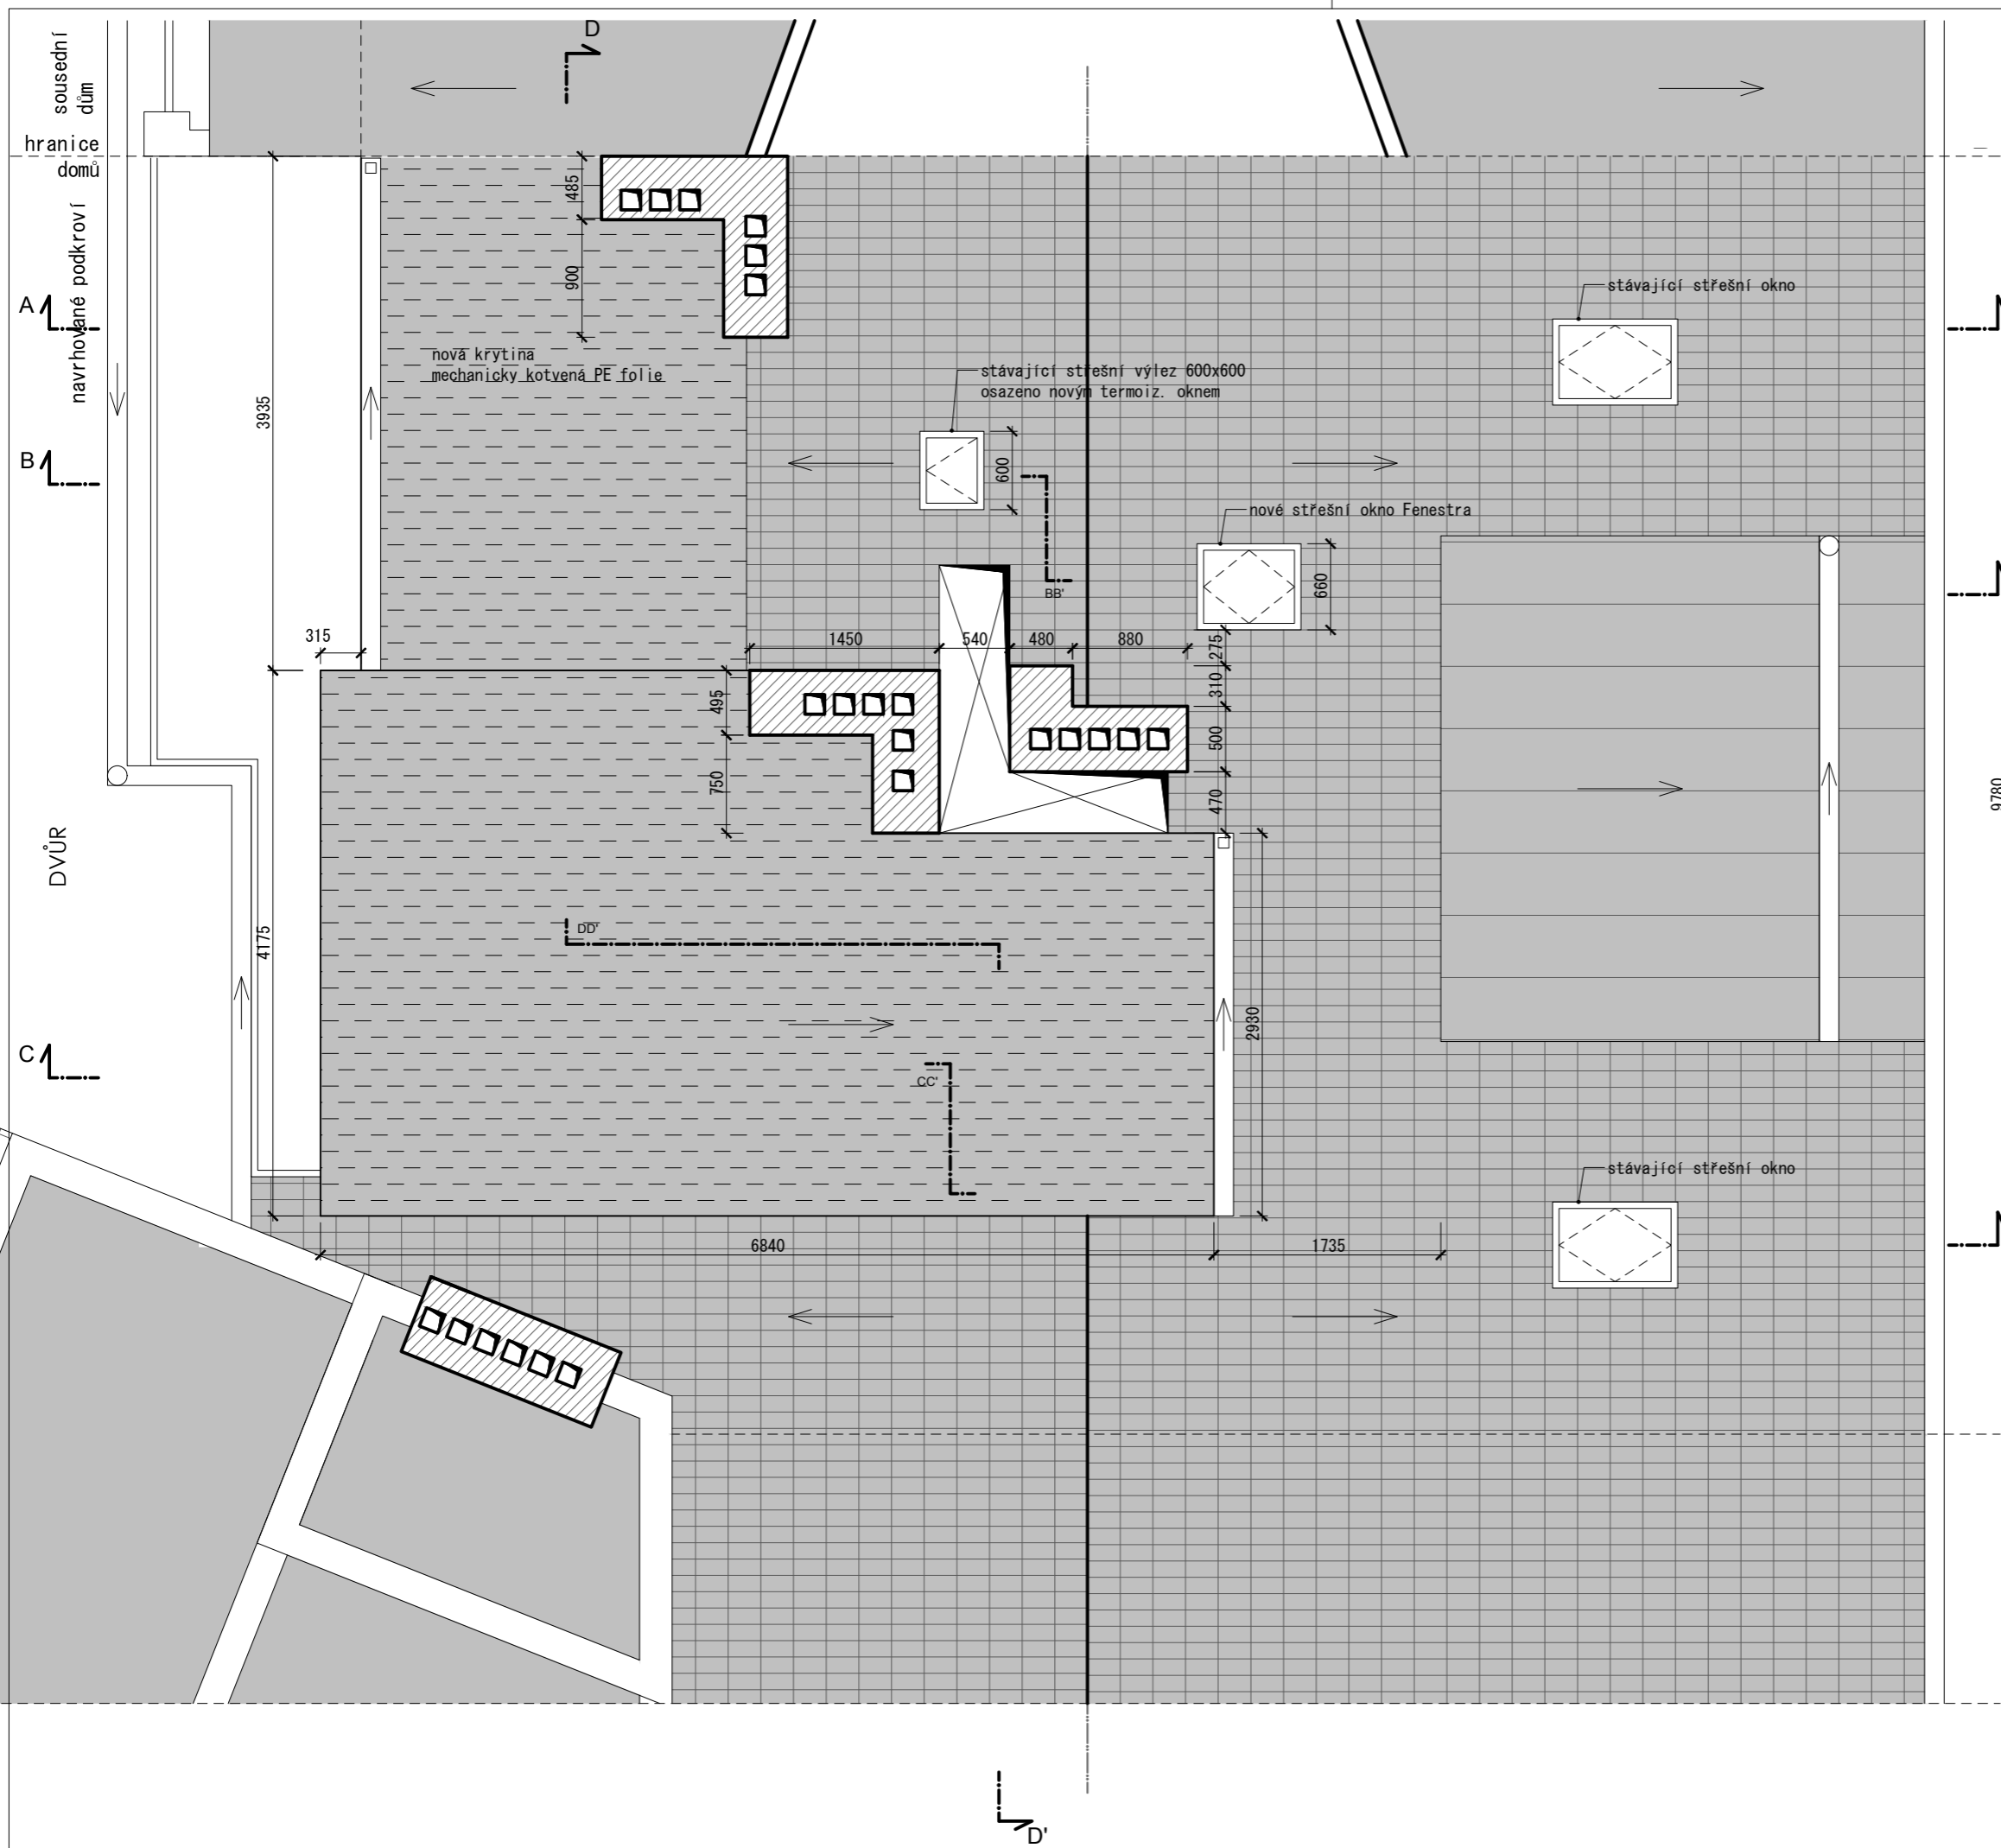 D
sousední
dům
hranice
domů
navrhované podkroví
A
B
C
DVŮR
485
900
3935
nová krytina
mechanicky kotvená PE folie
stávající střešní okno
stávající střešní výlez 600x600
osazeno novým termoiz. oknem
600
nové střešní okno Fenestra
660
BB'
315
1450
540
480
880
275
310
500
470
495
750
9780
4175
DD'
2930
CC'
stávající střešní okno
6840
1735
D'